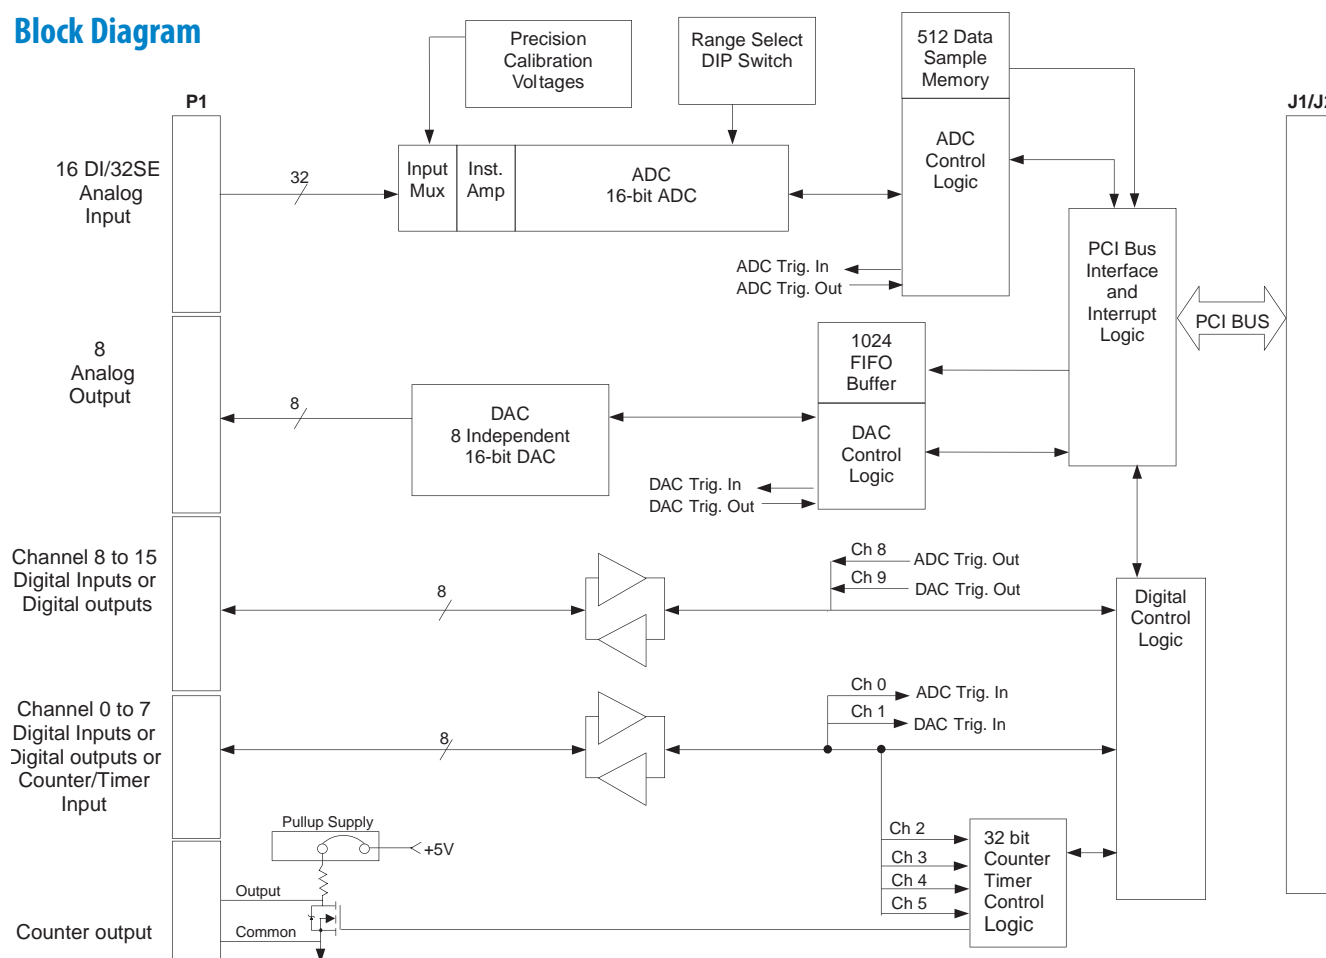 Block Diagram
P1
J1/J2
Precision
Calibration
Voltages
Range Select
DIP Switch
512 Data
Sample
Memory
16 DI/32SE
Analog
Input
32
Input
Mux
Inst.
Amp
ADC
16-bit ADC
ADC
Control
Logic
ADC Trig. In
ADC Trig. Out
PCI Bus
Interface
and
Interrupt
Logic
PCI BUS
8
Analog
Output
8
DAC
8 Independent
16-bit DAC
1024
FIFO
Buffer
DAC
Control
Logic
DAC Trig. In
DAC Trig. Out
Channel 8 to 15
Digital Inputs or
Digital outputs
8
Ch 8
ADC Trig. Out
Ch 9
DAC Trig. Out
Digital
Control
Logic
Channel 0 to 7
Digital Inputs or
Digital outputs or
Counter/Timer
Input
8
Ch 0
ADC Trig. In
Ch 1
DAC Trig. In
Pullup Supply
+5V
Ch 2
Ch 3
Ch 4
Ch 5
32 bit
Counter
Timer
Control
Logic
Output
Counter output
Common